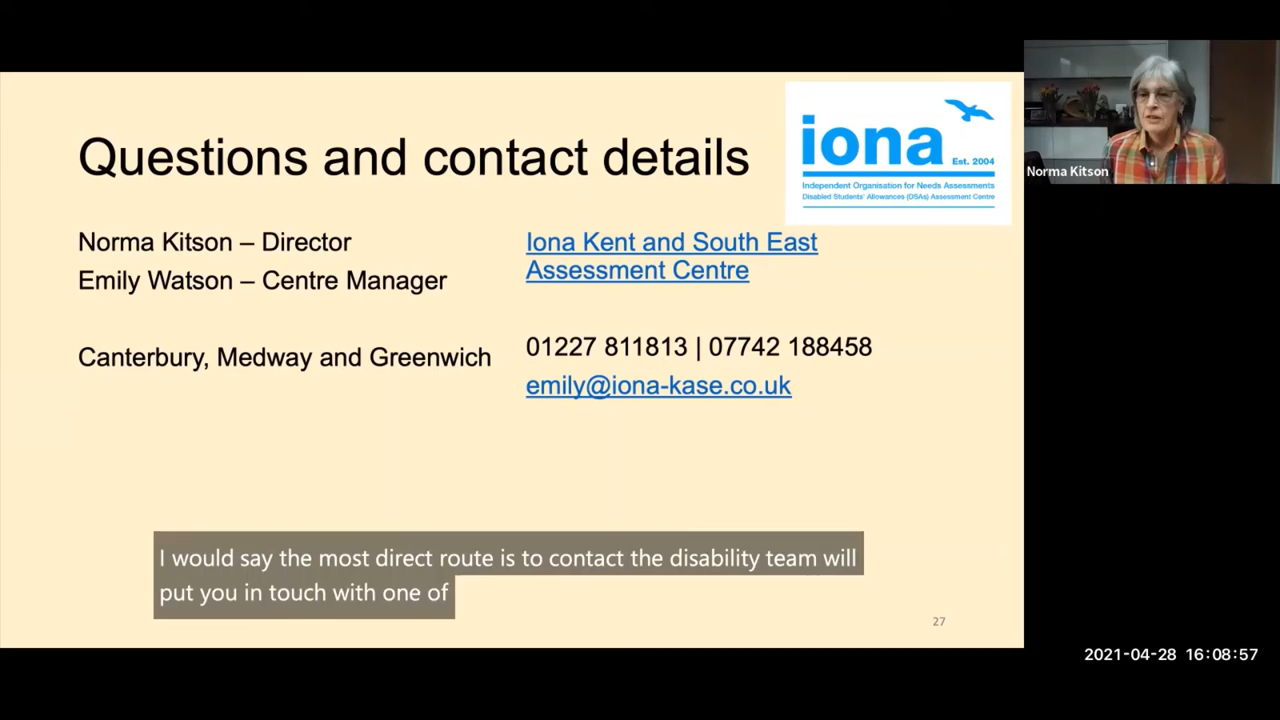 Questions and contact details
iona
Est. 2004
Independent Organisation for Needs Assessments
Disabled Students' Allowances (DSAs) Assessment Centre
Norma Kitson
Norma Kitson – Director
Emily Watson – Centre Manager
Canterbury, Medway and Greenwich
Iona Kent and South East
Assessment Centre
01227 811813 | 07742 188458
emily@iona-kase.co.uk
I would say the most direct route is to contact the disability team will
put you in touch with one of
27
2021-04-28 16:08:57